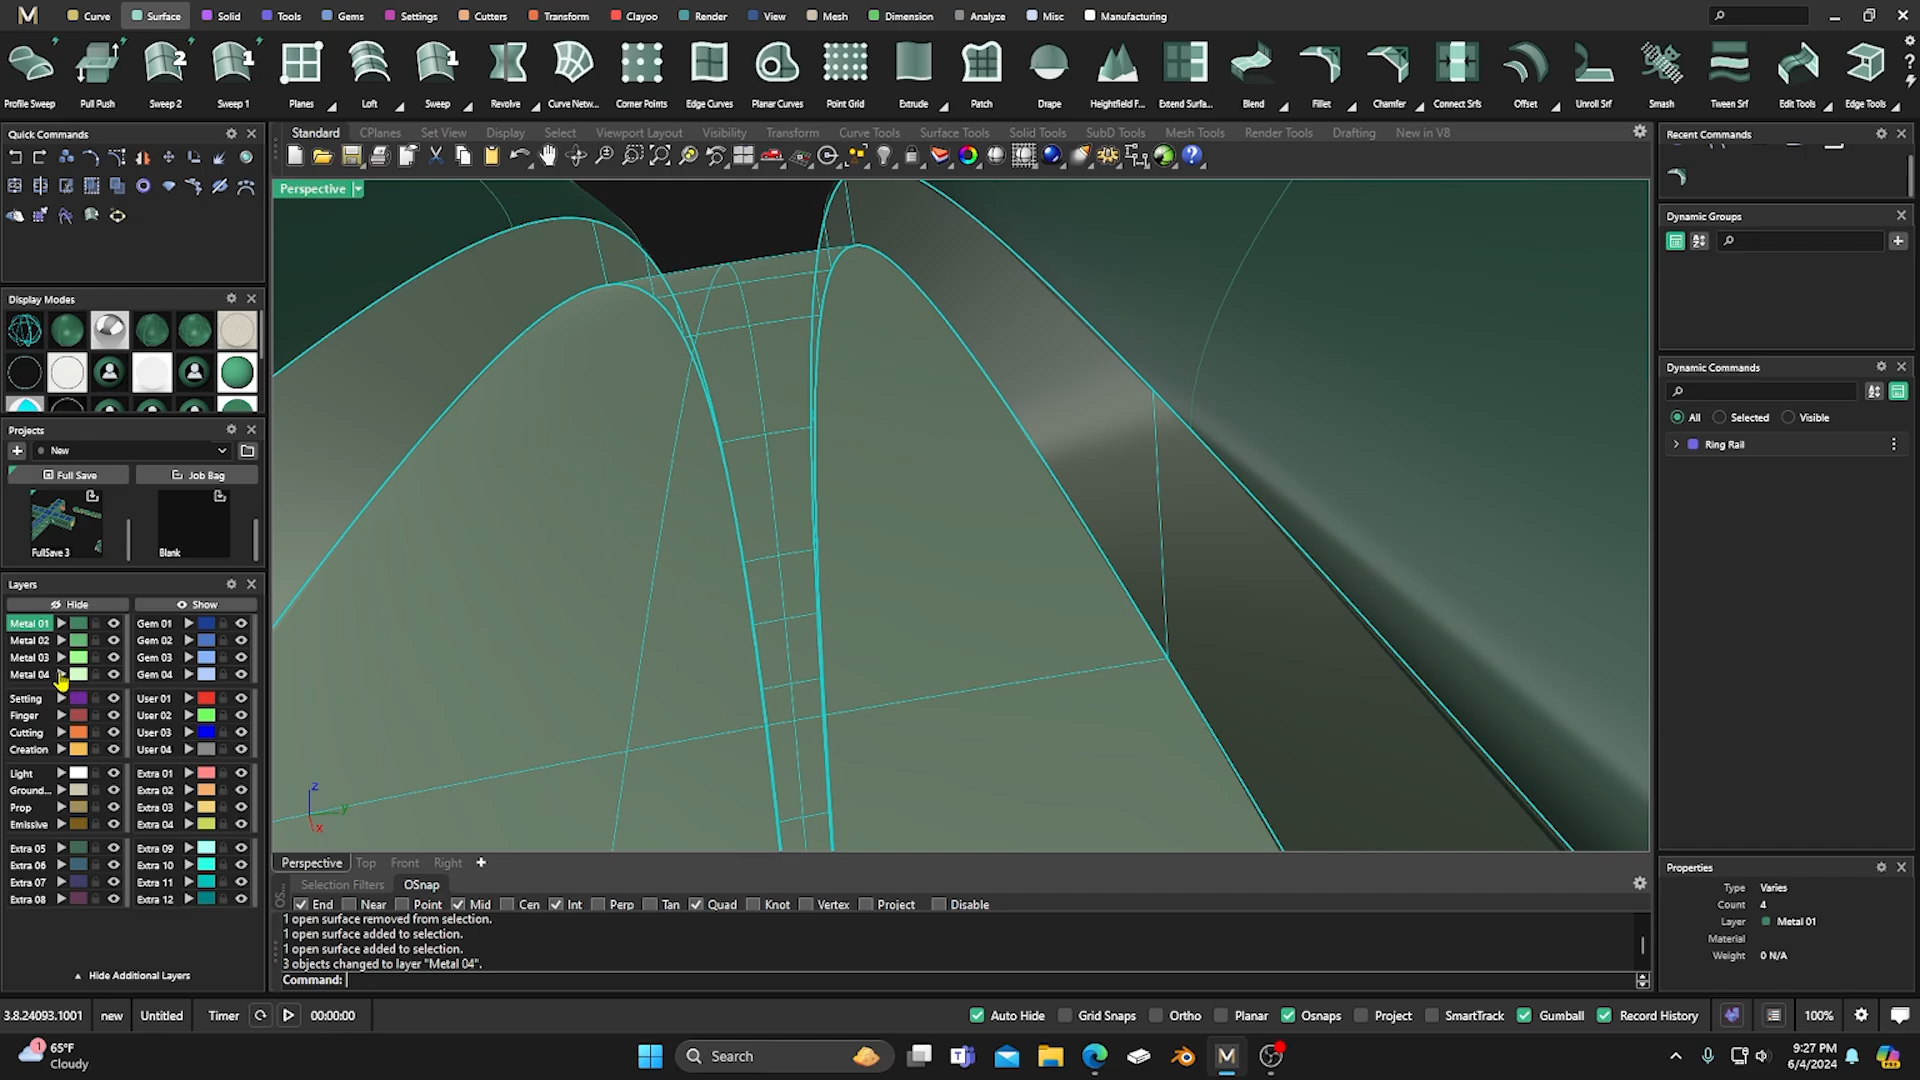 Curve Surface Solid Tools Gems Settings Cutters Transform Clayoo Render View Mesh Dimension Analyze Misc Manufacturing
2 1 1
Profile Sweep Pull Push Sweep 2 Sweep 1 Planes Loft Sweep Revolve Curve Netw... Corner Points Edge Curves Planar Curves Point Grid Extrude Patch Drape Heightfield F... Extend Surfa... Blend Fillet Chamfer Connect Srfs Offset Unroll Srf Smash Tween Srf Edit Tools Edge Tools
Quick Commands
Standard CPlanes Set View Display Select Viewport Layout Visibility Transform Curve Tools Surface Tools Solid Tools SubD Tools Mesh Tools Render Tools Drafting New in V8
Recent Commands
Perspective
Dynamic Groups
Display Modes
Dynamic Commands
All Selected Visible
Ring Rail
Projects
New
Full Save Job Bag
FullSave 3 Blank
Layers
Hide Show
Metal 01 Gem 01
Metal 02 Gem 02
Metal 03 Gem 03
Metal 04 Gem 04
Setting User 01
Finger User 02
Cutting User 03
Creation User 04
Light Extra 01
Ground... Extra 02
Prop Extra 03
Emissive Extra 04
Extra 05 Extra 09
Extra 06 Extra 10
Extra 07 Extra 11
Extra 08 Extra 12
Hide Additional Layers
z
y
x
Perspective Top Front Right
Selection Filters OSnap
End Near Point Mid Cen Int Perp Tan Quad Knot Vertex Project Disable
1 open surface removed from selection.
1 open surface added to selection.
1 open surface added to selection.
3 objects changed to layer "Metal 04".
Command:
Properties
Type Varies
Count 4
Layer Metal 01
Material
Weight 0 N/A
3.8.24093.1001 new Untitled Timer 00:00:00 Auto Hide Grid Snaps Ortho Planar Osnaps Project SmartTrack Gumball Record History 100%
1
65°F
Cloudy
Search
9:27 PM
6/4/2024